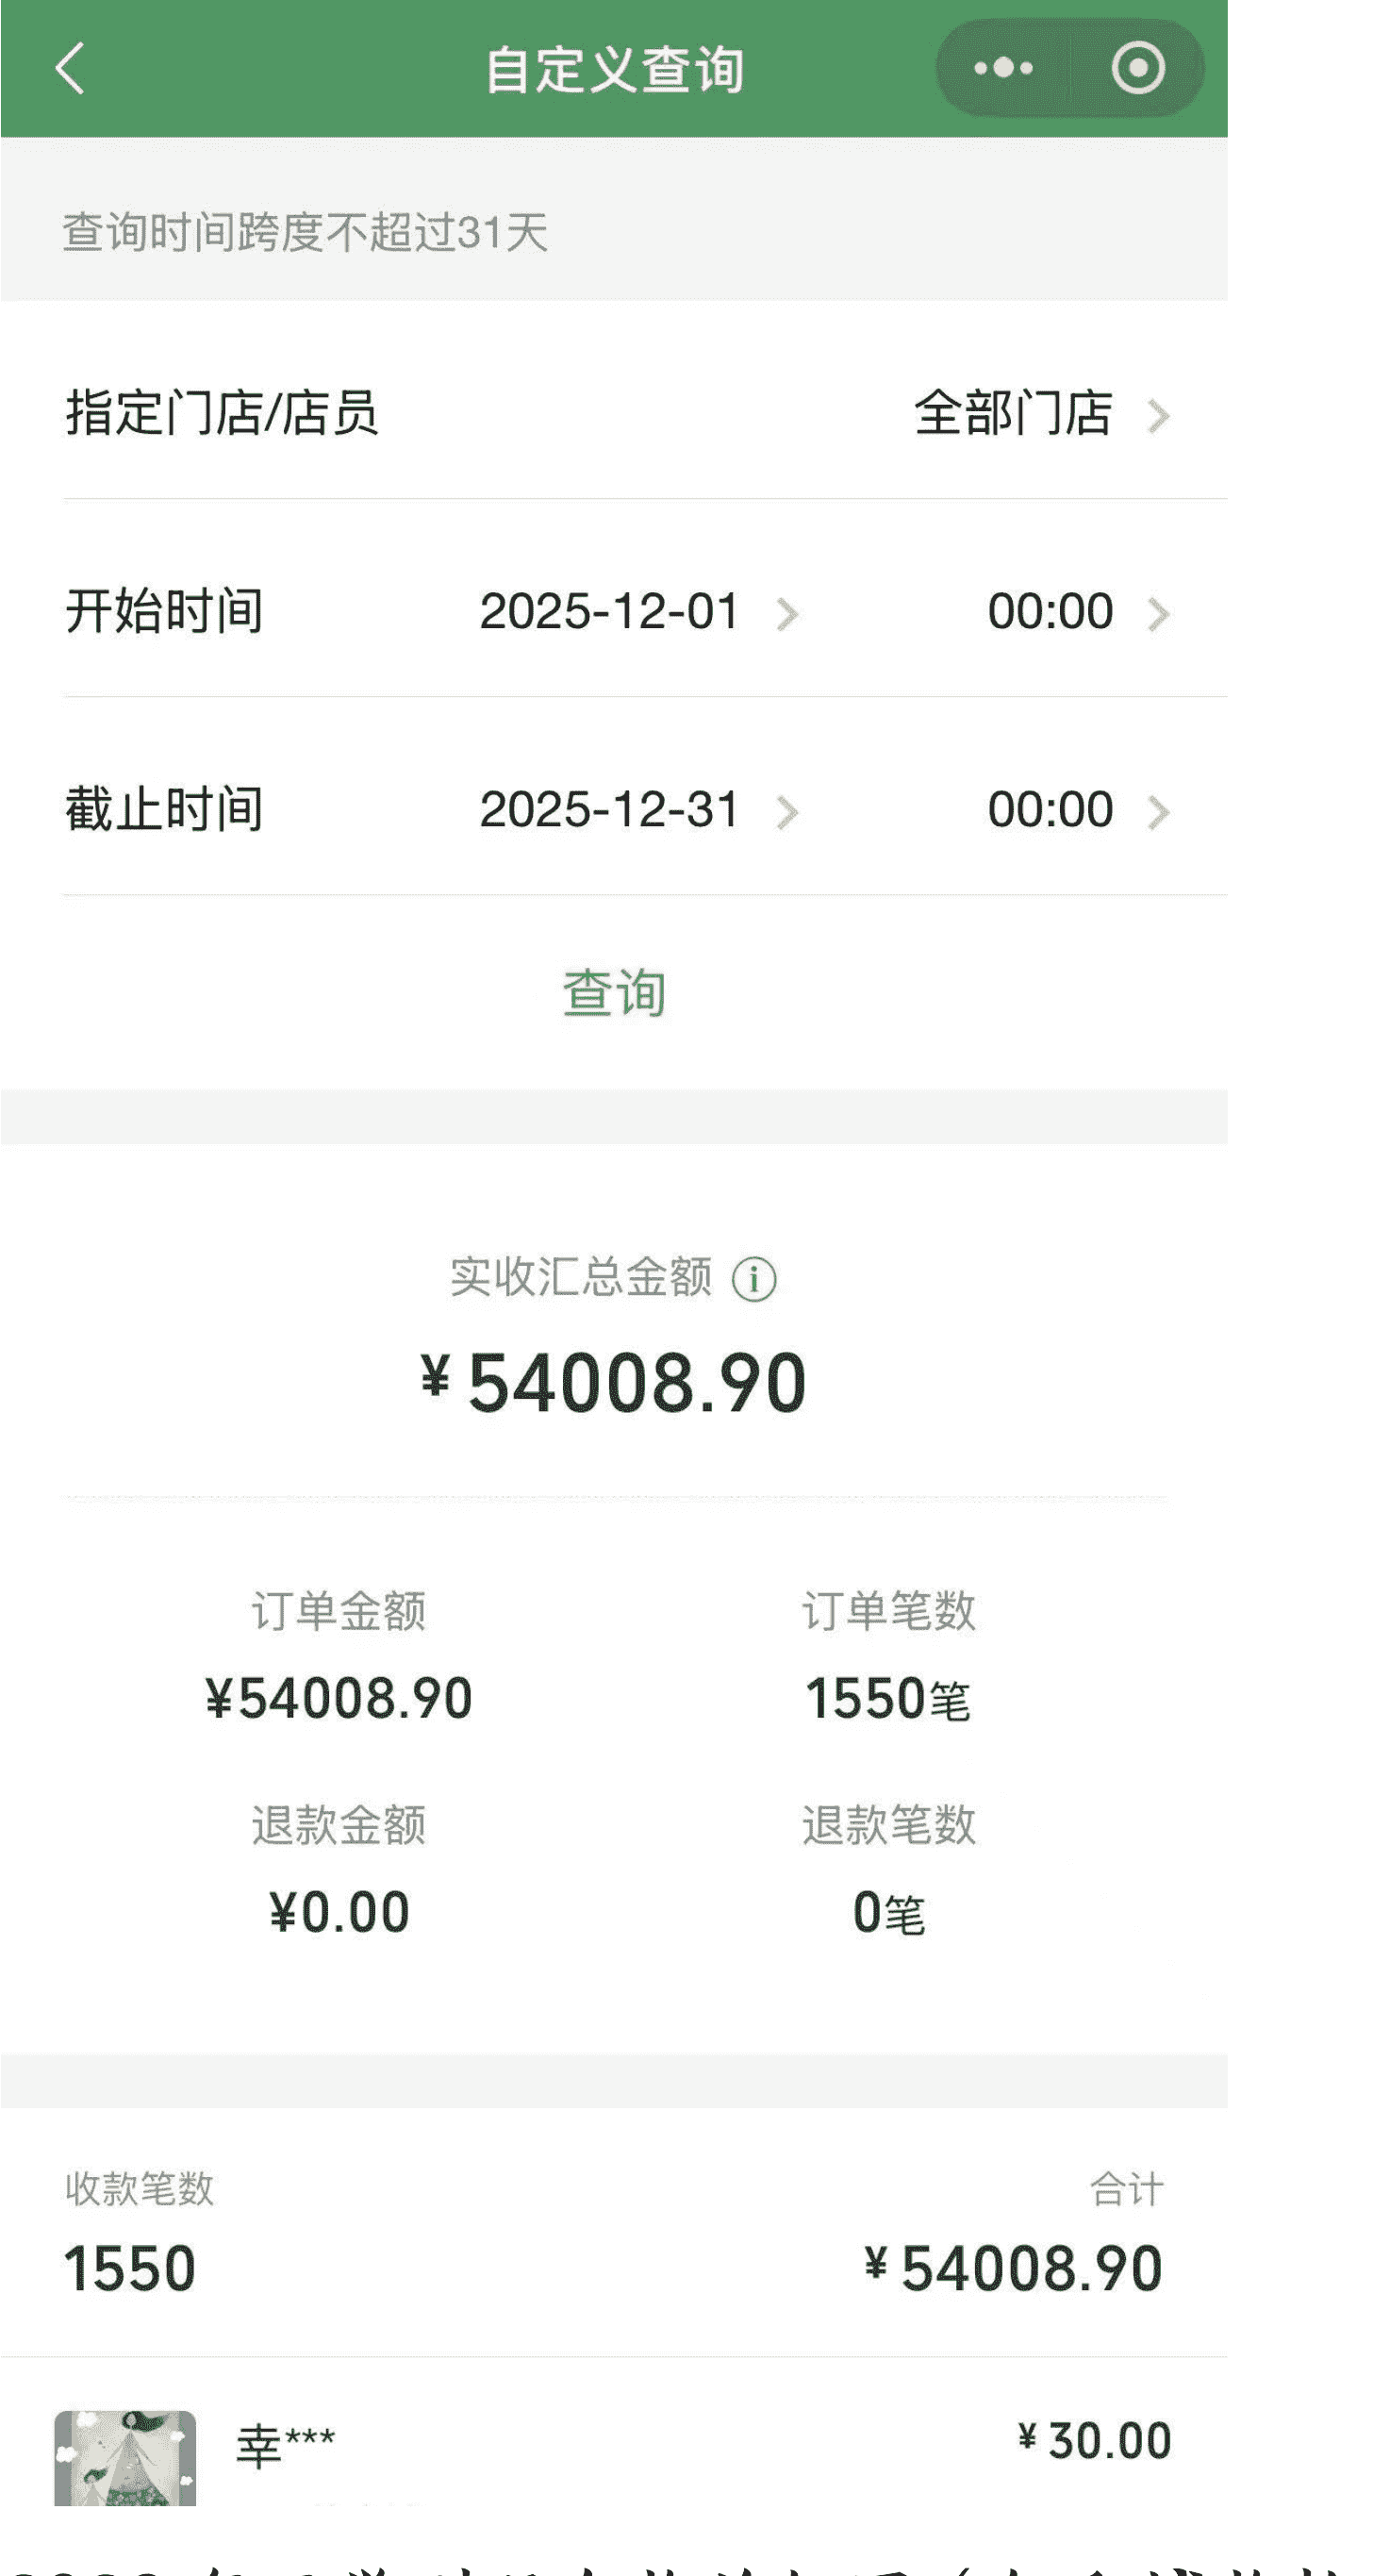 自定义查询
查询时间跨度不超过31天
指定门店/店员 全部门店
开始时间 2025-12-01 00:00
截止时间 2025-12-31 00:00
查询
实收汇总金额
¥54008.90
订单金额 订单笔数
¥54008.90 1550笔
退款金额 退款笔数
¥0.00 0笔
收款笔数 合计
1550 ¥54008.90
幸*** ¥30.00